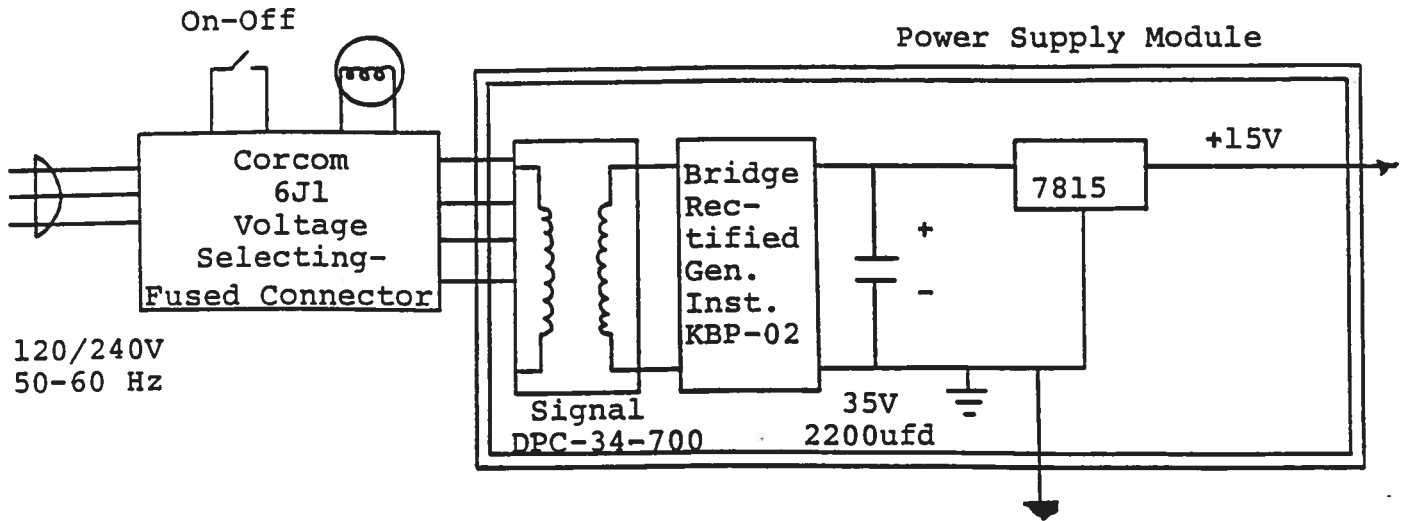 On-Off
Power Supply Module
Corcom
6J1
Voltage
Selecting-
Fused Connector
120/240V
50-60 Hz
Signal
DPC-34-700
Bridge
Rec-
tified
Gen.
Inst.
KBP-02
+
-
35V
2200ufd
7815
+15V